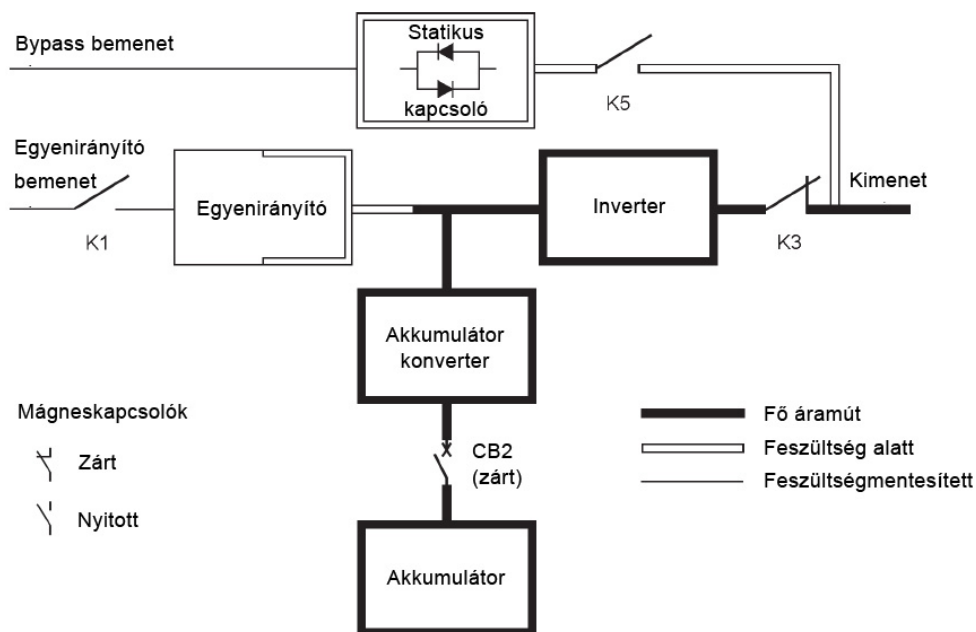 Bypass bemenet
Statikus
kapcsoló
K5
Egyenirányító
bemenet
K1
Egyenirányító
Inverter
K3
Kimenet
Akkumulátor
konverter
Mágneskapcsolók
Zárt
Nyitott
CB2
(zárt)
Akkumulátor
Fő áramút
Feszültség alatt
Feszültségmentesített